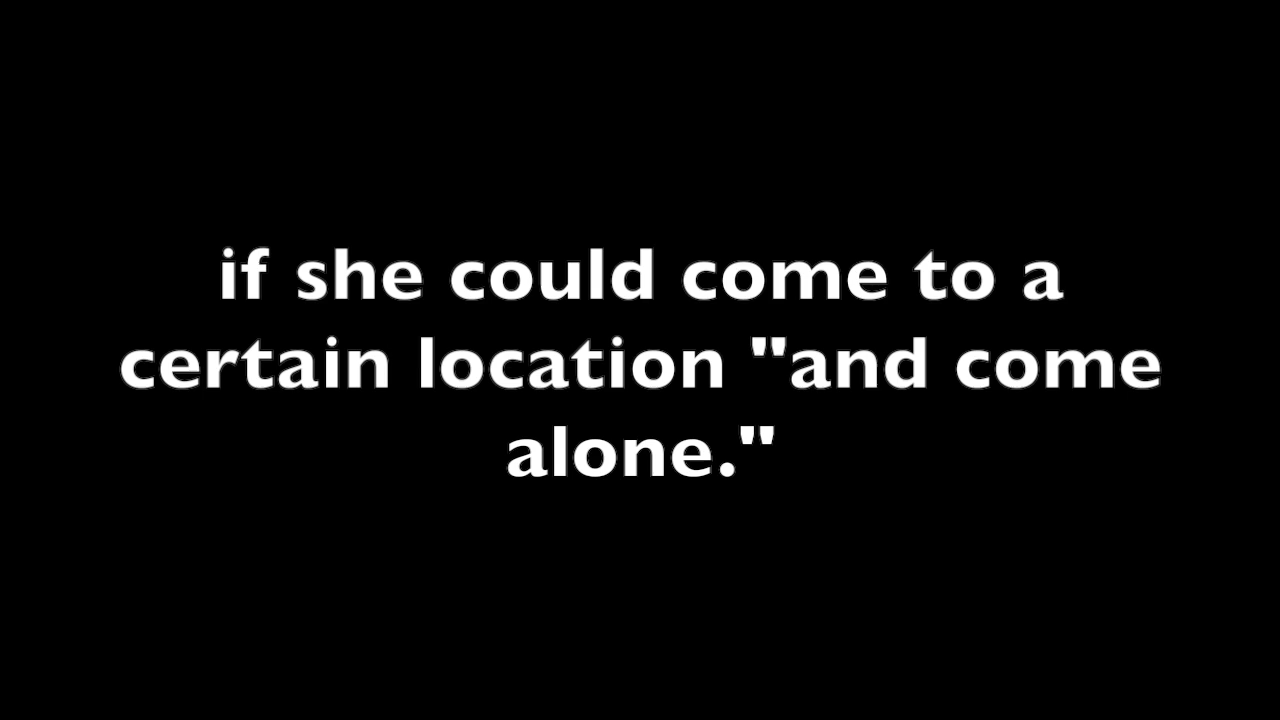 if she could come to a
certain location "and come
alone."